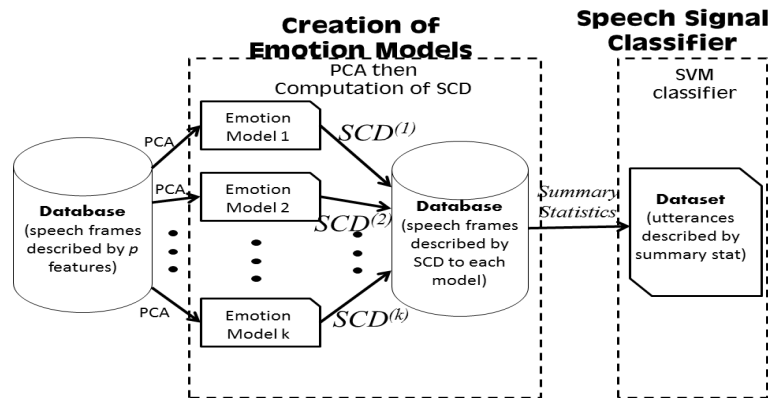 Creation of
Emotion Models
Speech Signal
Classifier
PCA then
Computation of SCD
SVM
classifier
PCA
Emotion
Model 1
SCD(1)
PCA
Emotion
Model 2
SCD(2)
Database
(speech frames
described by p
features)
Database
(speech frames
described by
SCD to each
model)
Summary
Statistics
Dataset
(utterances
described by
summary stat)
PCA
Emotion
Model k
SCD(k)